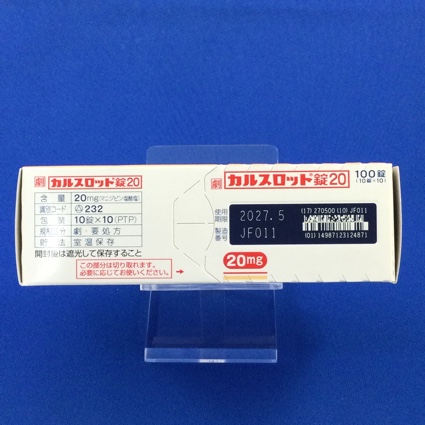 劇 カルスロット錠20
含量 20mg(マニジピン塩酸塩)
識別コード 232
包装 10錠×10(PTP)
規制区分 劇・要処方
貯法 室温保存
開封後は遮光して保存すること
この部分は切り取れます。
必要に応じてお使いください。
劇 カルスロット錠20 100錠
(10錠×10)
使用期限 2027.5
製造番号 JF011
(17) 270500 (10) JF011
(01) 14987123124871
20mg